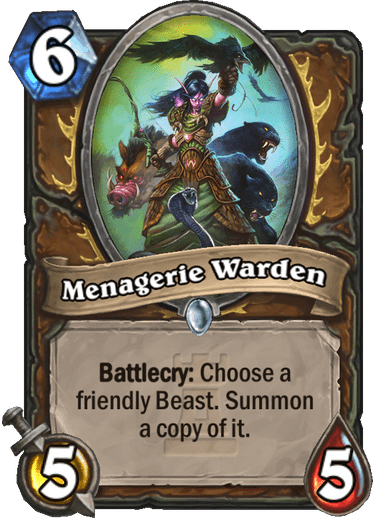 6
Menagerie Warden
Battlecry: Choose a
friendly Beast. Summon
a copy of it.
5
5